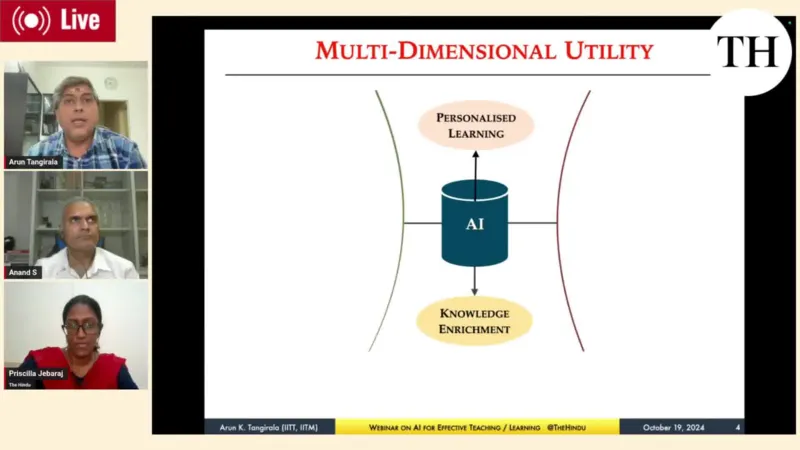 Live
TH
MULTI-DIMENSIONAL UTILITY
PERSONALISED
LEARNING
AI
KNOWLEDGE
ENRICHMENT
Arun Tangirala
Anand S
Priscilla Jebaraj
The Hindu
Arun K. Tangirala (IITT, IITM)
WEBINAR ON AI FOR EFFECTIVE TEACHING / LEARNING @THEHINDU
October 19, 2024
4